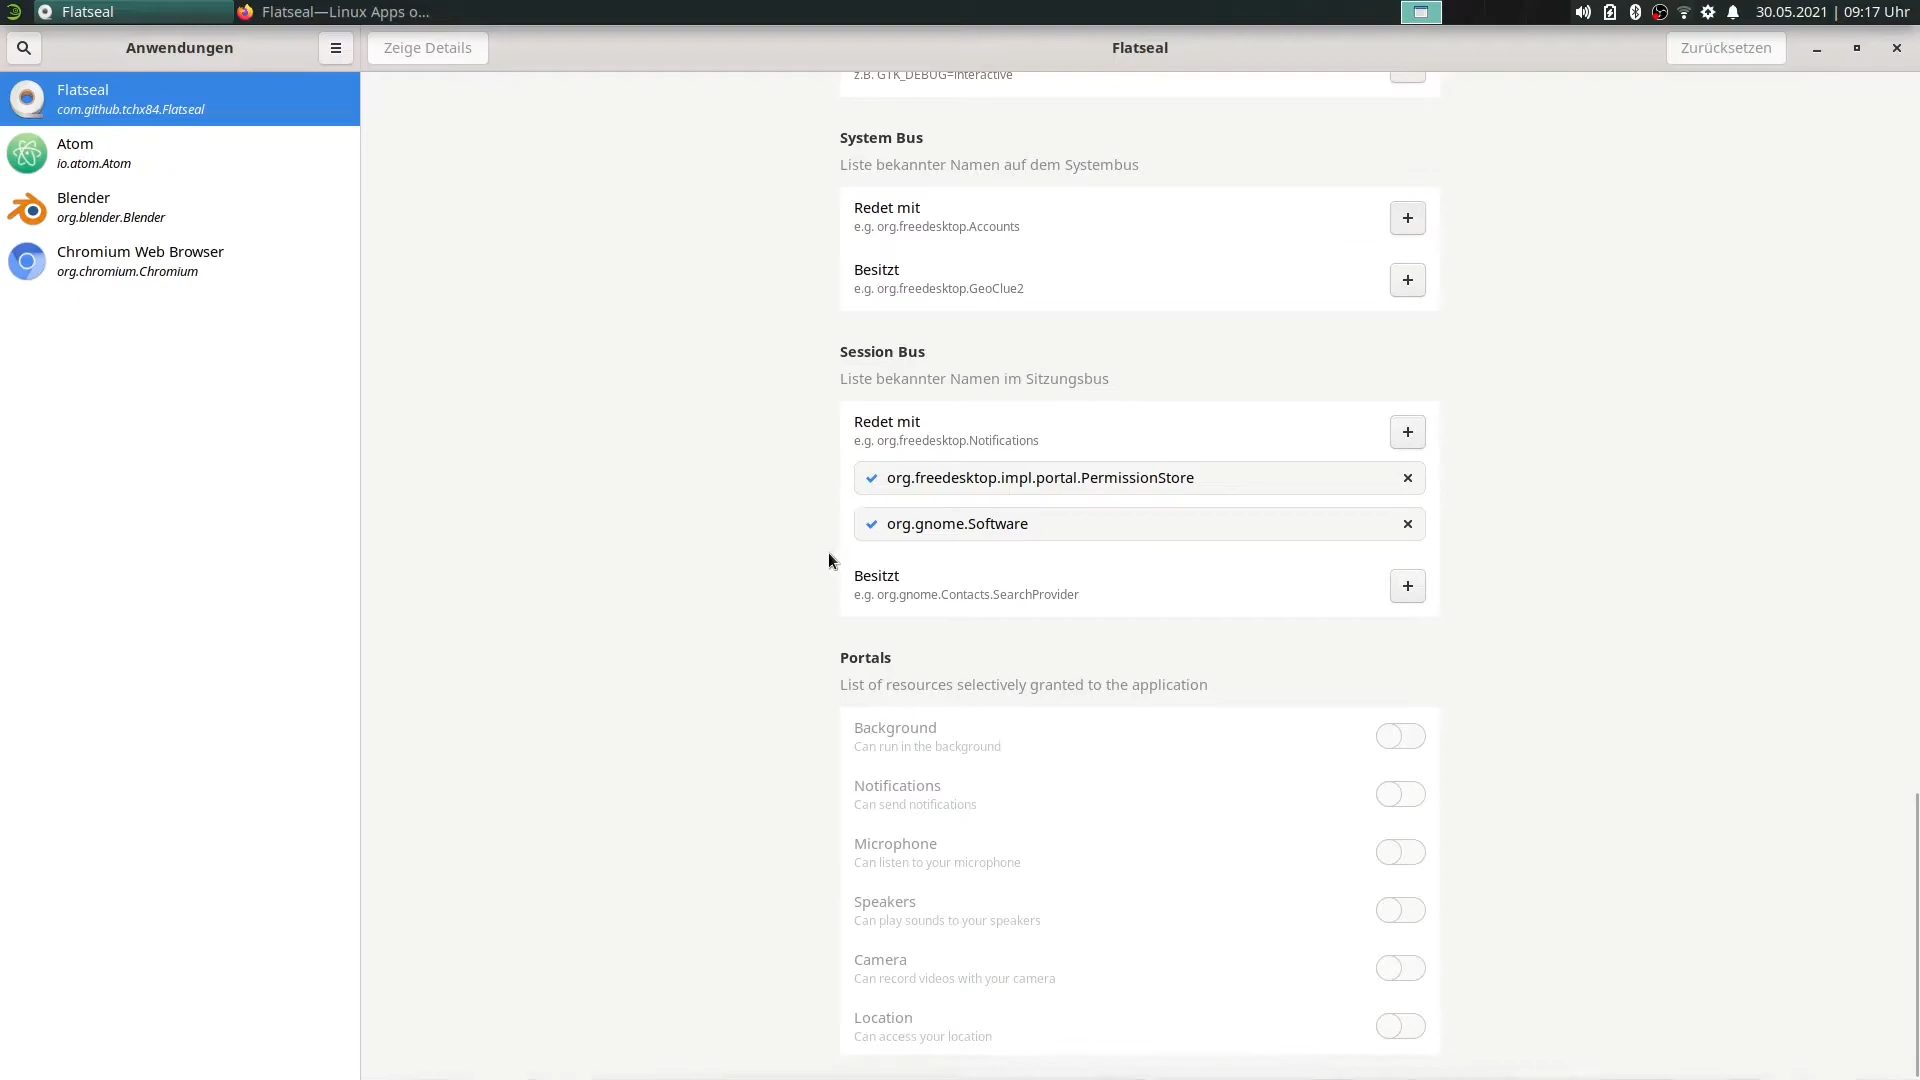 Flatseal
Flatseal—Linux Apps o...
30.05.2021 | 09:17 Uhr
Anwendungen
Zeige Details
Flatseal
Zurücksetzen
Flatseal
com.github.tchx84.Flatseal
Atom
io.atom.Atom
Blender
org.blender.Blender
Chromium Web Browser
org.chromium.Chromium
z.B. GTK_DEBUG=interactive
System Bus
Liste bekannter Namen auf dem Systembus
Redet mit
e.g. org.freedesktop.Accounts
Besitzt
e.g. org.freedesktop.GeoClue2
Session Bus
Liste bekannter Namen im Sitzungsbus
Redet mit
e.g. org.freedesktop.Notifications
org.freedesktop.impl.portal.PermissionStore
org.gnome.Software
Besitzt
e.g. org.gnome.Contacts.SearchProvider
Portals
List of resources selectively granted to the application
Background
Can run in the background
Notifications
Can send notifications
Microphone
Can listen to your microphone
Speakers
Can play sounds to your speakers
Camera
Can record videos with your camera
Location
Can access your location